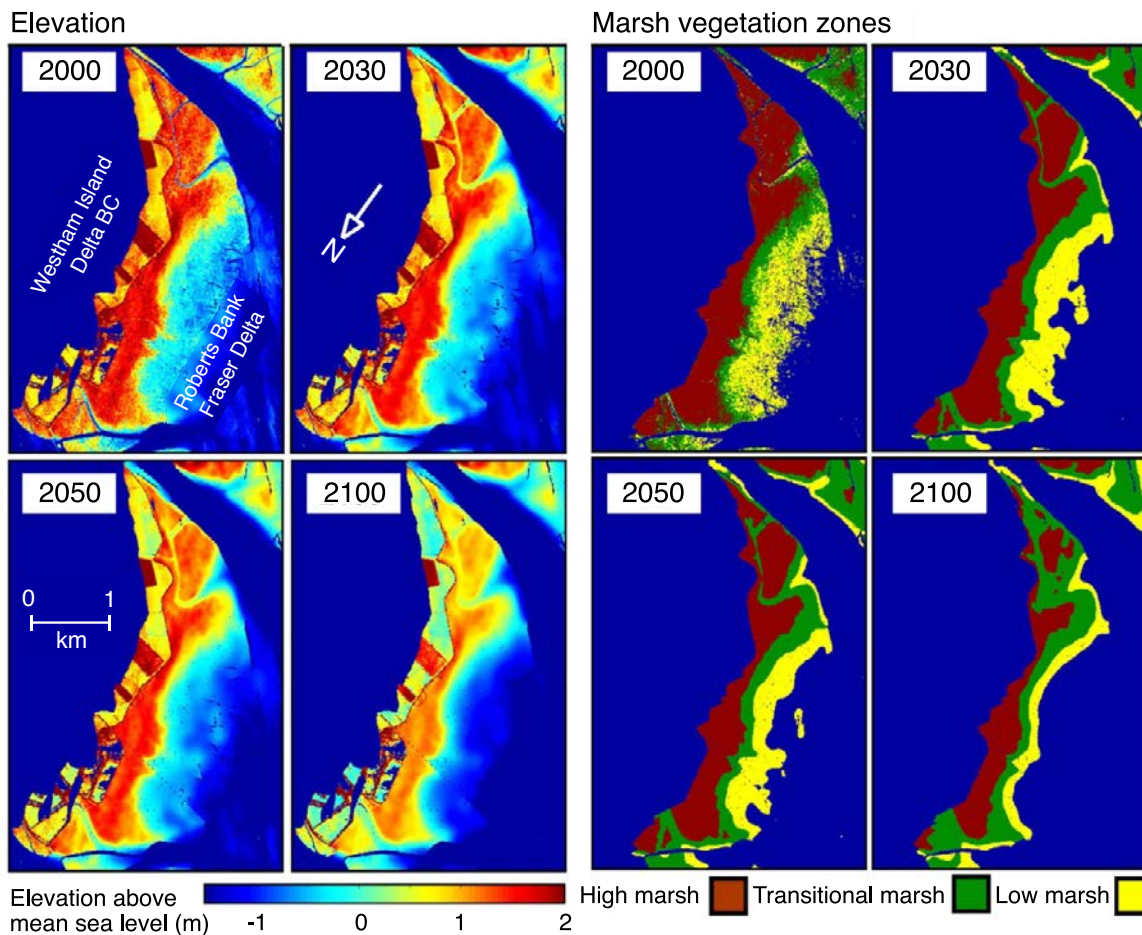 Elevation
Marsh vegetation zones
2000
2030
2000
2030
Westham Island
Delta BC
N
Roberts Bank
Fraser Delta
2050
2100
2050
2100
0 1
km
Elevation above
mean sea level (m)
-1 0 1 2
High marsh
Transitional marsh
Low marsh